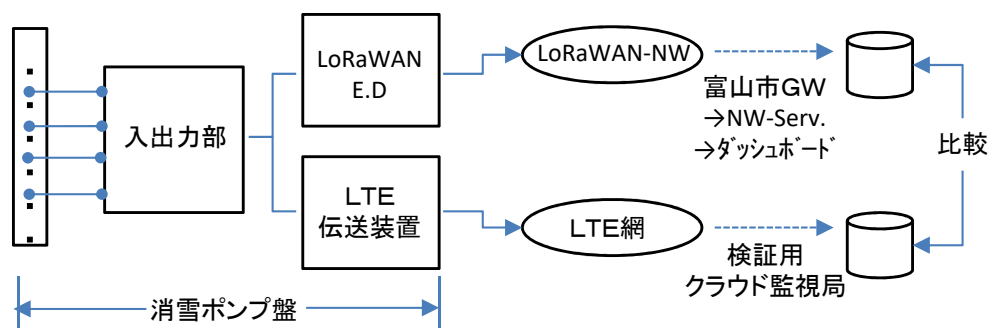 入出力部
LoRaWAN
E.D
LoRaWAN-NW
富山市GW
→NW-Serv.
→ﾀﾞｯｼｭﾎﾞｰﾄﾞ
比較
LTE
伝送装置
LTE網
検証用
クラウド監視局
消雪ポンプ盤